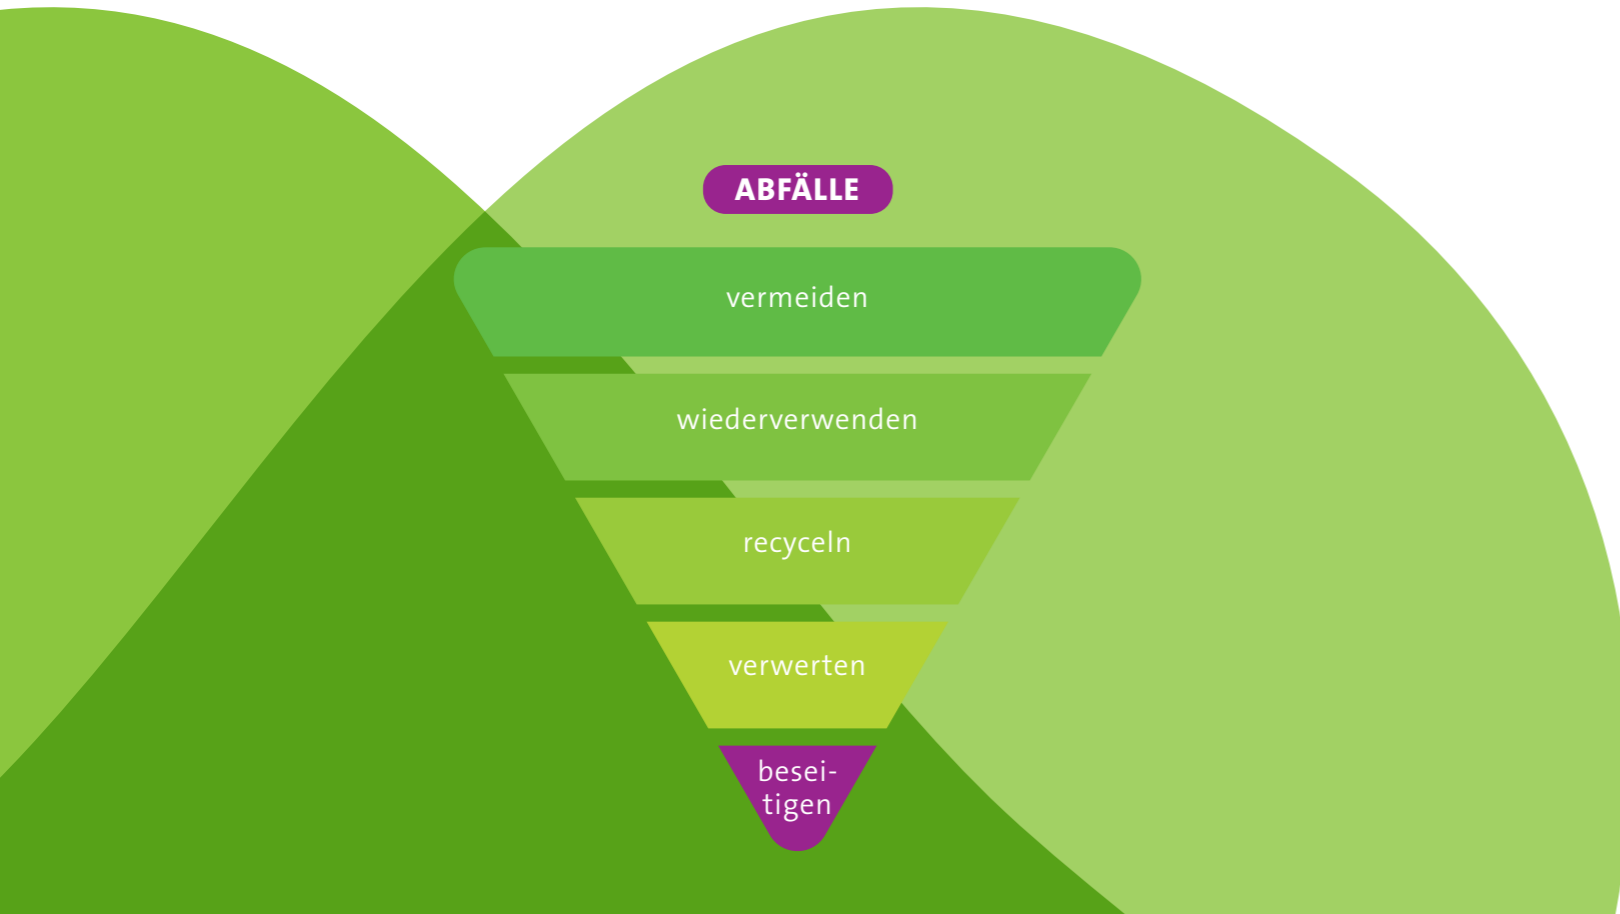 ABFÄLLE
vermeiden
wiederverwenden
recyceln
verwerten
besei-
tigen